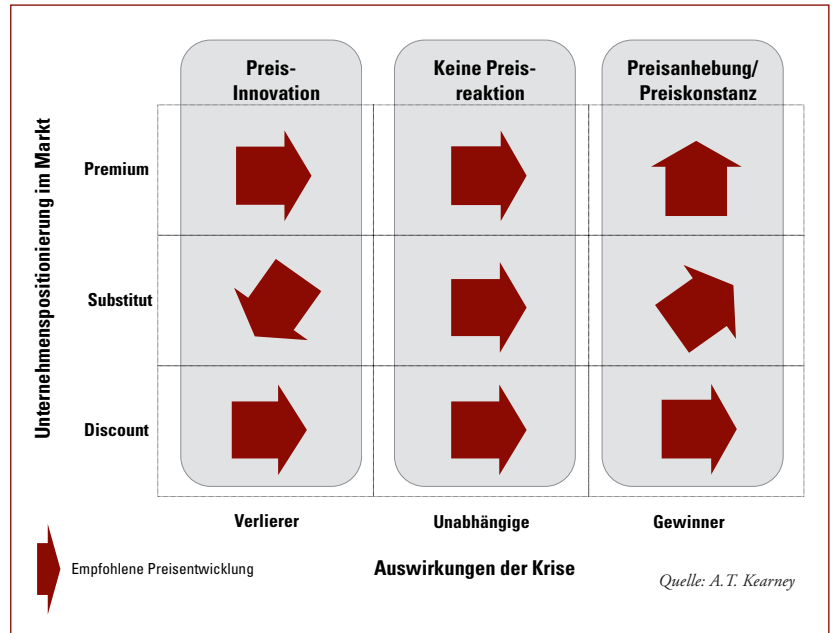 Preis-
Innovation
Keine Preis-
reaktion
Preisanhebung/
Preiskonstanz
Unternehmenspositionierung im Markt
Premium
Substitut
Discount
Verlierer
Unabhängige
Gewinner
Empfohlene Preisentwicklung
Auswirkungen der Krise
Quelle: A.T. Kearney